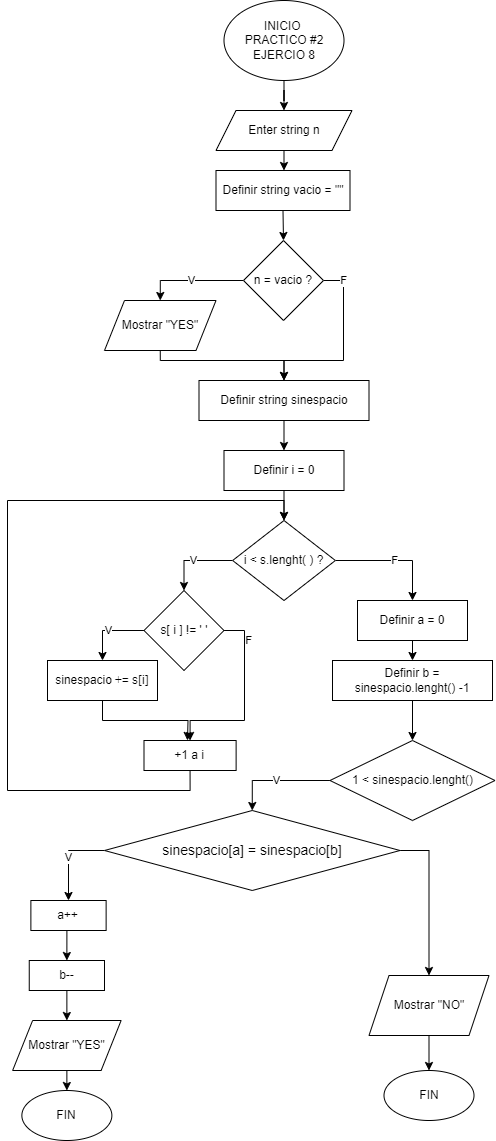 INICIO
PRACTICO #2
EJERCIO 8
Enter string n
Definir string vacio = ""
n = vacio ?
V
F
Mostrar "YES"
Definir string sinespacio
Definir i = 0
i < s.lenght( ) ?
V
F
s[ i ] != ' '
Definir a = 0
V
F
sinespacio += s[i]
Definir b =
sinespacio.lenght() -1
+1 a i
1 < sinespacio.lenght()
V
sinespacio[a] = sinespacio[b]
V
a++
b--
Mostrar "NO"
Mostrar "YES"
FIN
FIN